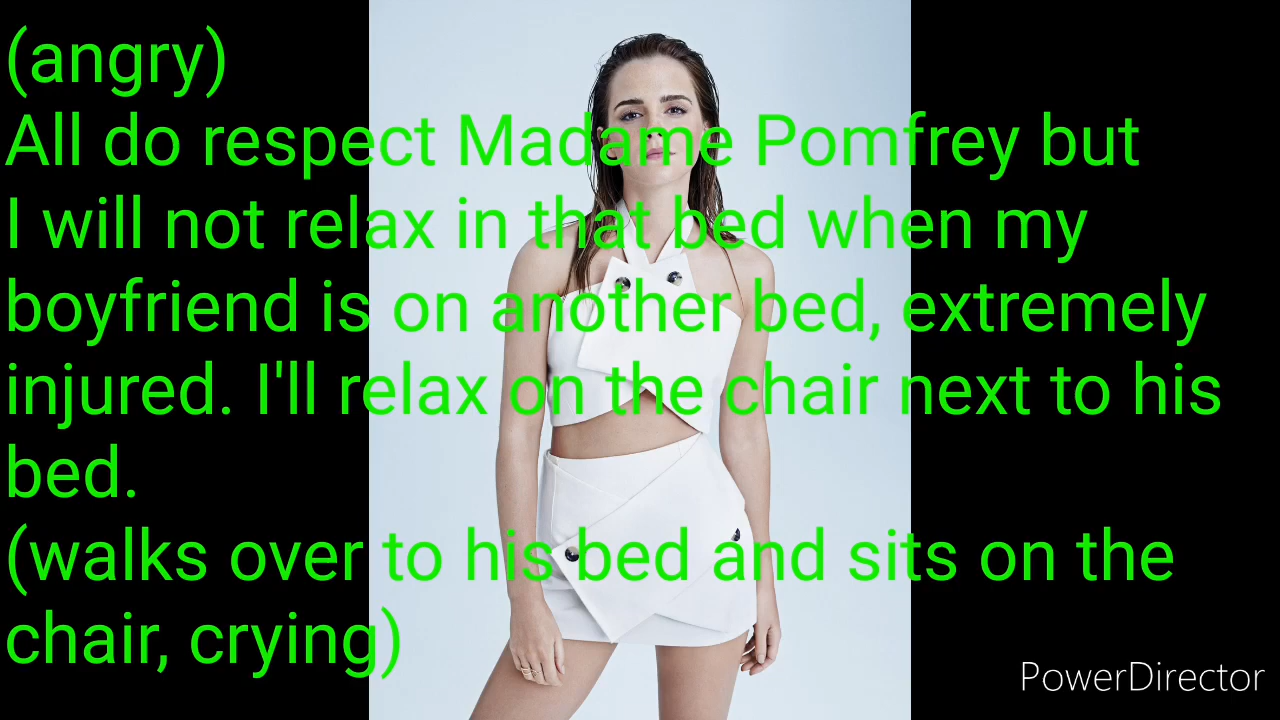 (angry)
All do respect Madame Pomfrey but
I will not relax in that bed when my
boyfriend is on another bed, extremely
injured. I'll relax on the chair next to his
bed.
(walks over to his bed and sits on the
chair, crying)
PowerDirector